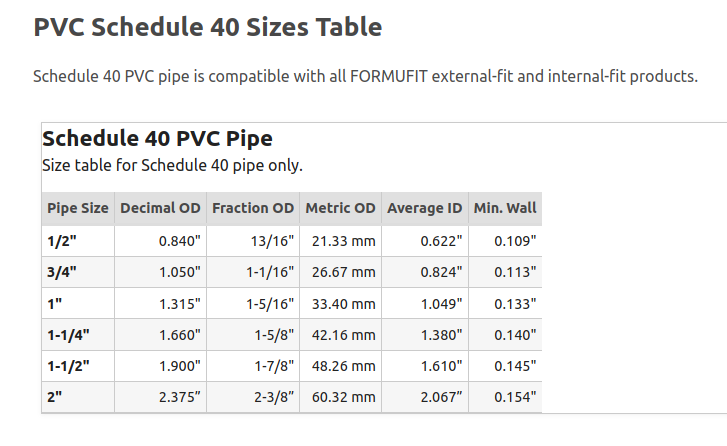 PVC Schedule 40 Sizes Table
Schedule 40 PVC pipe is compatible with all FORMUFIT external-fit and internal-fit products.
Schedule 40 PVC Pipe
Size table for Schedule 40 pipe only.
Pipe Size Decimal OD Fraction OD Metric OD Average ID Min. Wall
1/2" 0.840" 13/16" 21.33 mm 0.622" 0.109"
3/4" 1.050" 1-1/16" 26.67 mm 0.824" 0.113"
1" 1.315" 1-5/16" 33.40 mm 1.049" 0.133"
1-1/4" 1.660" 1-5/8" 42.16 mm 1.380" 0.140"
1-1/2" 1.900" 1-7/8" 48.26 mm 1.610" 0.145"
2" 2.375” 2-3/8” 60.32 mm 2.067” 0.154"